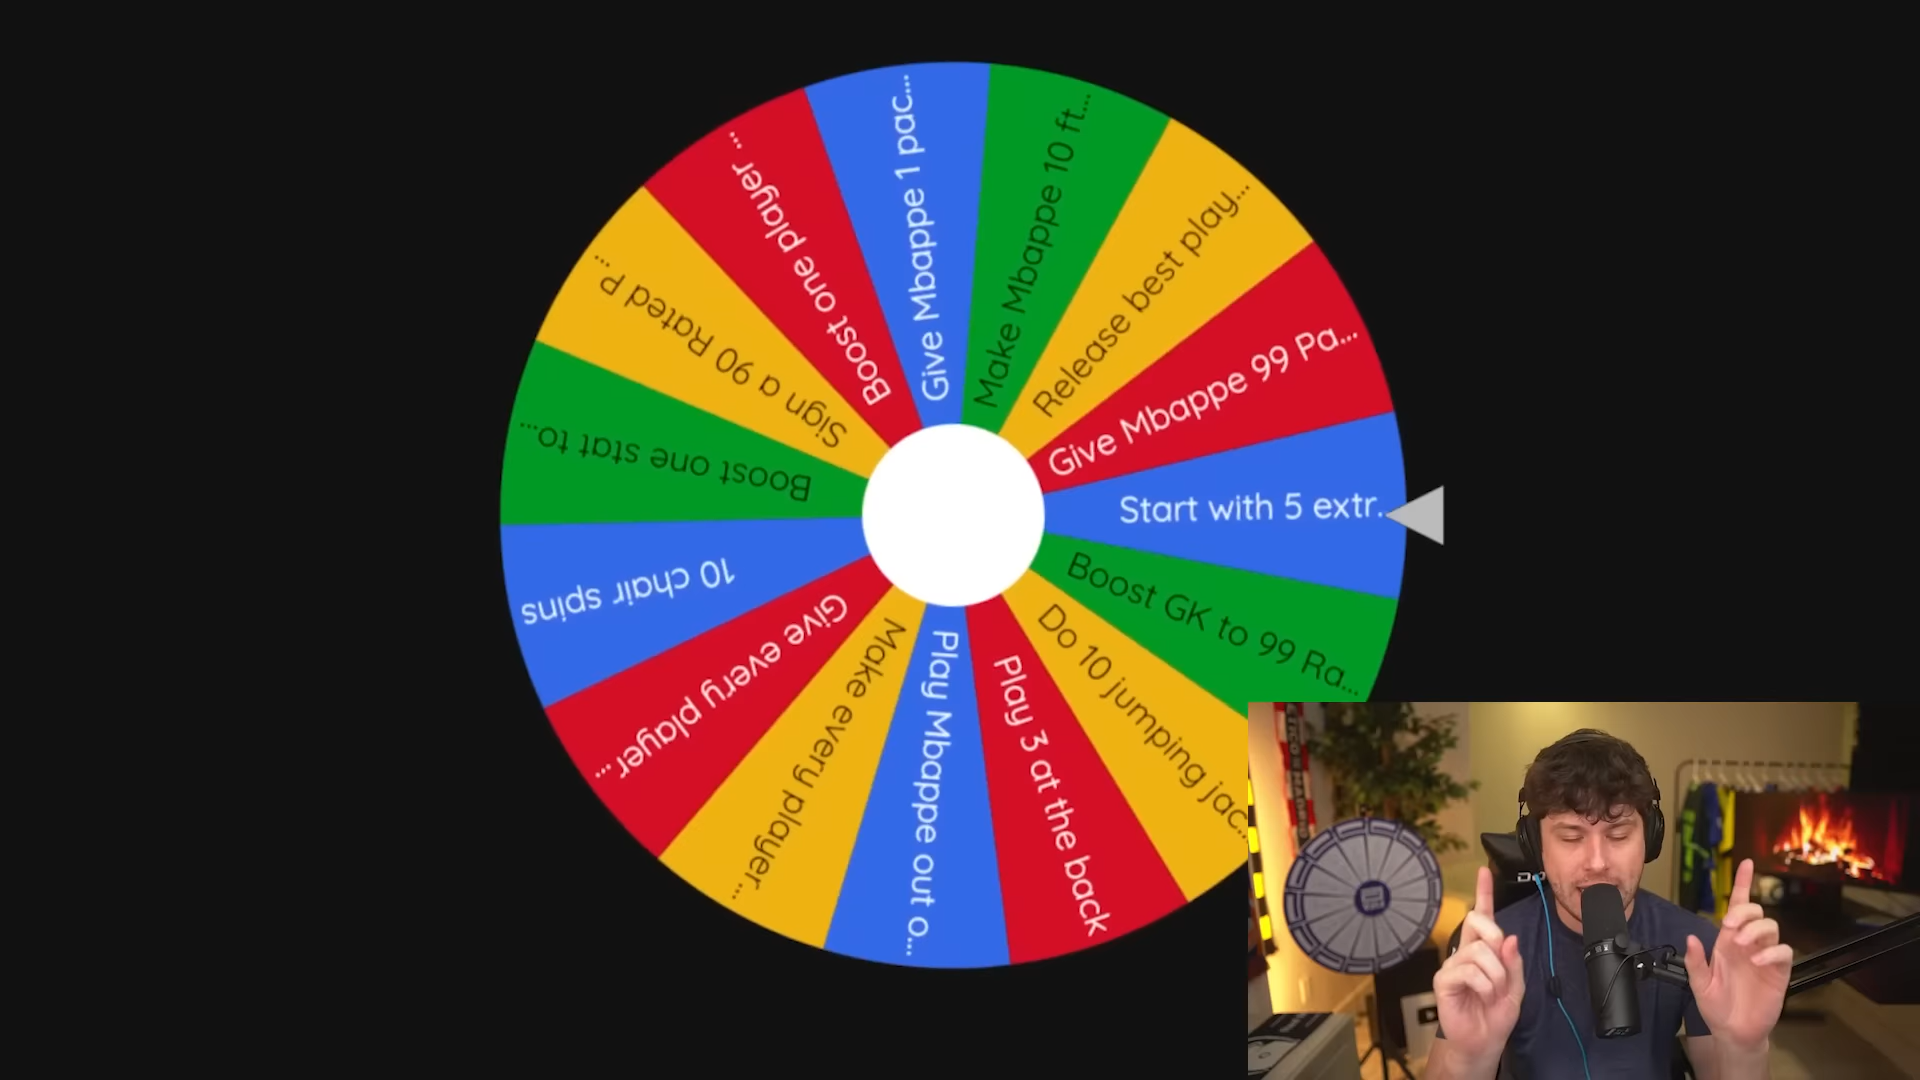 Give Mbappe 1 pac...
Make Mbappe 10 ft...
Release best play...
Give Mbappe 99 Pa...
Start with 5 extr..
Boost GK to 99 Ra...
Do 10 jumping jac...
Play 3 at the back
Play Mbappe out o...
Make every player...
Give every player...
10 chair spins
Boost one stat to...
Sign a 90 Rated P...
Boost one player ...